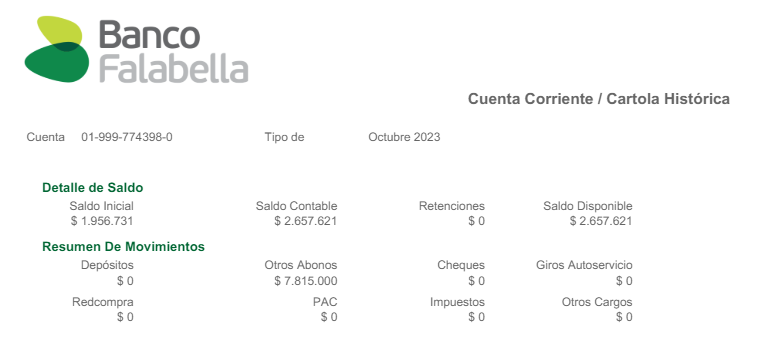 Banco
Falabella
Cuenta Corriente / Cartola Histórica
Cuenta 01-999-774398-0 Tipo de Octubre 2023
Detalle de Saldo
Saldo Inicial Saldo Contable Retenciones Saldo Disponible
$ 1.956.731 $ 2.657.621 $ 0 $ 2.657.621
Resumen De Movimientos
Depósitos Otros Abonos Cheques Giros Autoservicio
$ 0 $ 7.815.000 $ 0 $ 0
Redcompra PAC Impuestos Otros Cargos
$ 0 $ 0 $ 0 $ 0